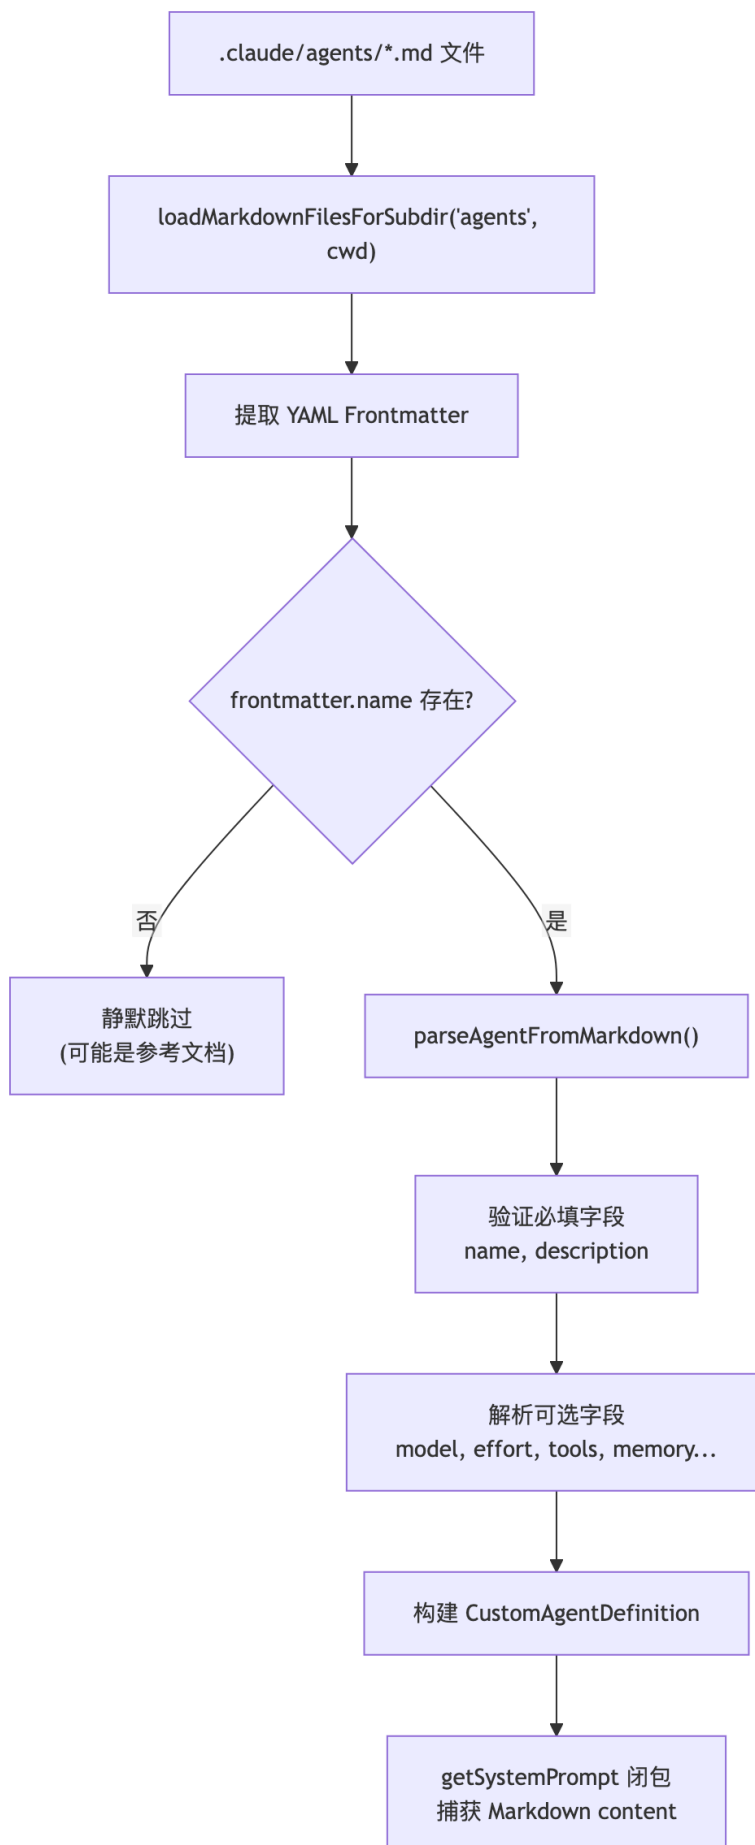 .claude/agents/*.md 文件
loadMarkdownFilesForSubdir('agents',
cwd)
提取 YAML Frontmatter
frontmatter.name 存在?
否
是
静默跳过
(可能是参考文档)
parseAgentFromMarkdown()
验证必填字段
name, description
解析可选字段
model, effort, tools, memory...
构建 CustomAgentDefinition
getSystemPrompt 闭包
捕获 Markdown content